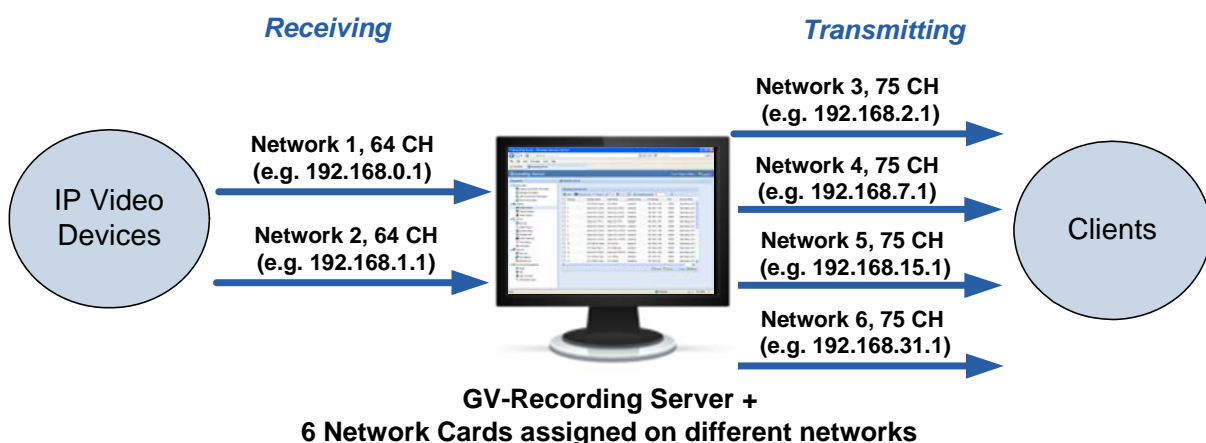 Receiving
Transmitting
IP Video
Devices
Network 1, 64 CH
(e.g. 192.168.0.1)
Network 2, 64 CH
(e.g. 192.168.1.1)
Network 3, 75 CH
(e.g. 192.168.2.1)
Network 4, 75 CH
(e.g. 192.168.7.1)
Network 5, 75 CH
(e.g. 192.168.15.1)
Network 6, 75 CH
(e.g. 192.168.31.1)
Clients
GV-Recording Server +
6 Network Cards assigned on different networks